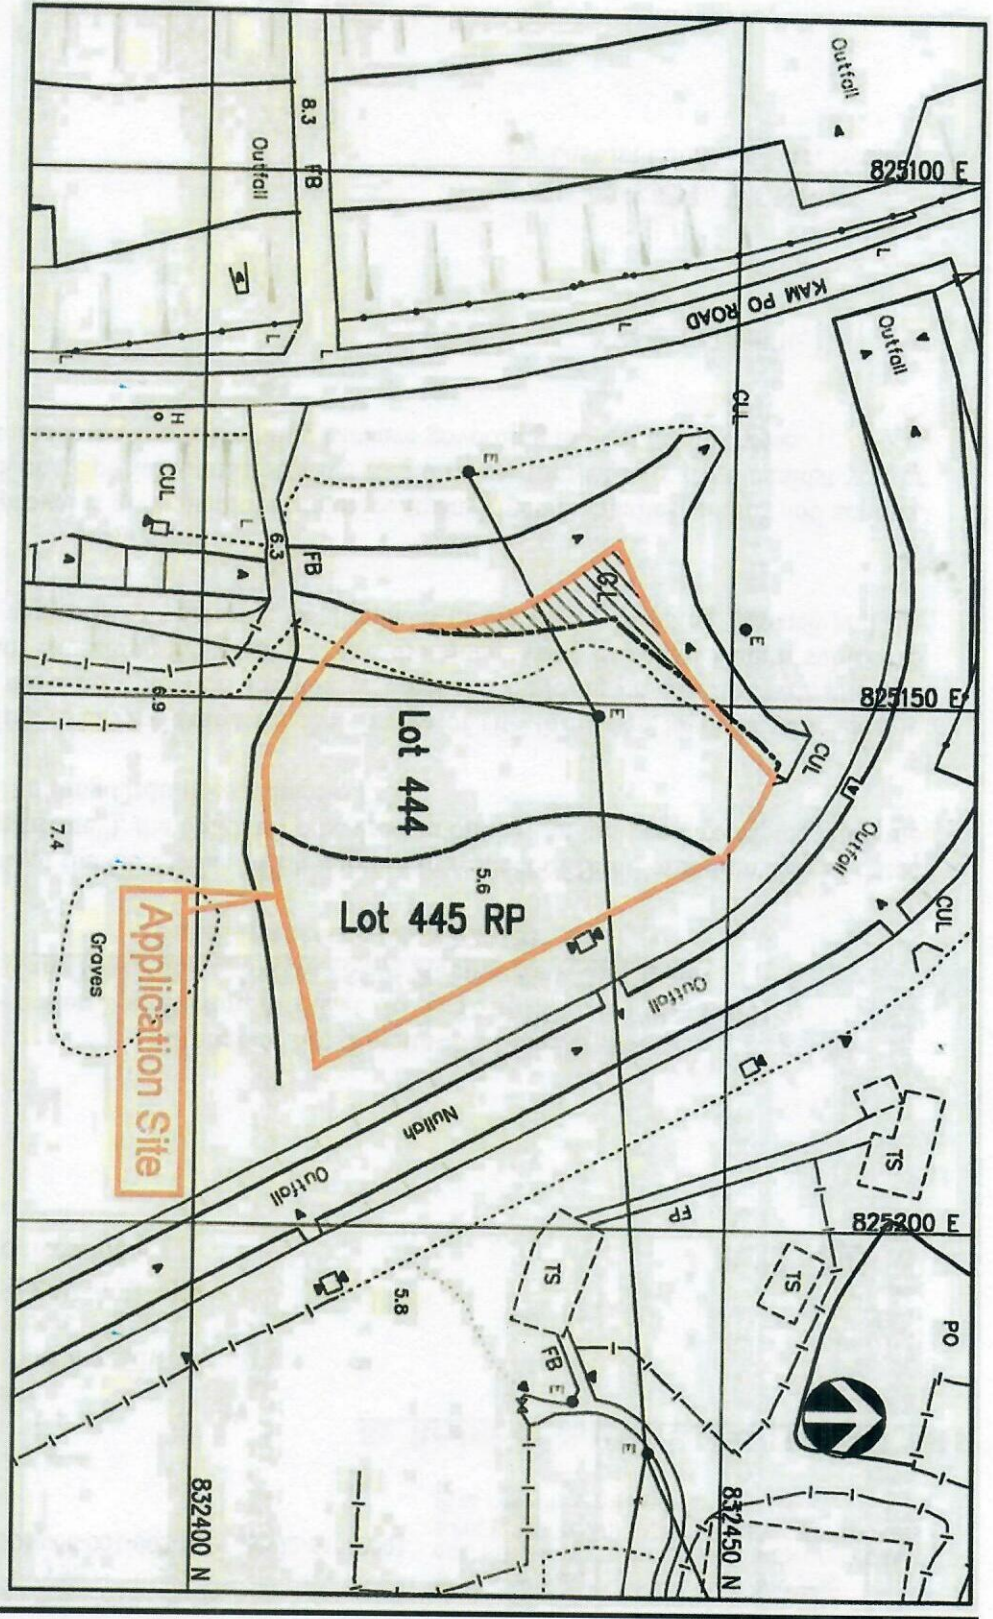 Outfall
825100 E
8.3
FB
Outfall
L
KAM PO ROAD
L
L
L
L
Outfall
CUL
H
E
CUL
L
6.3
FB
GL
E
825150 E
6.9
E
Lot 444
CUL
Outfall
7.4
5.6
Lot 445 RP
CUL
Graves
Application Site
Outfall
Nullah
Outfall
TS
FP
825200 E
TS
TS
5.8
PO
FB
E
E
832400 N
832450 N